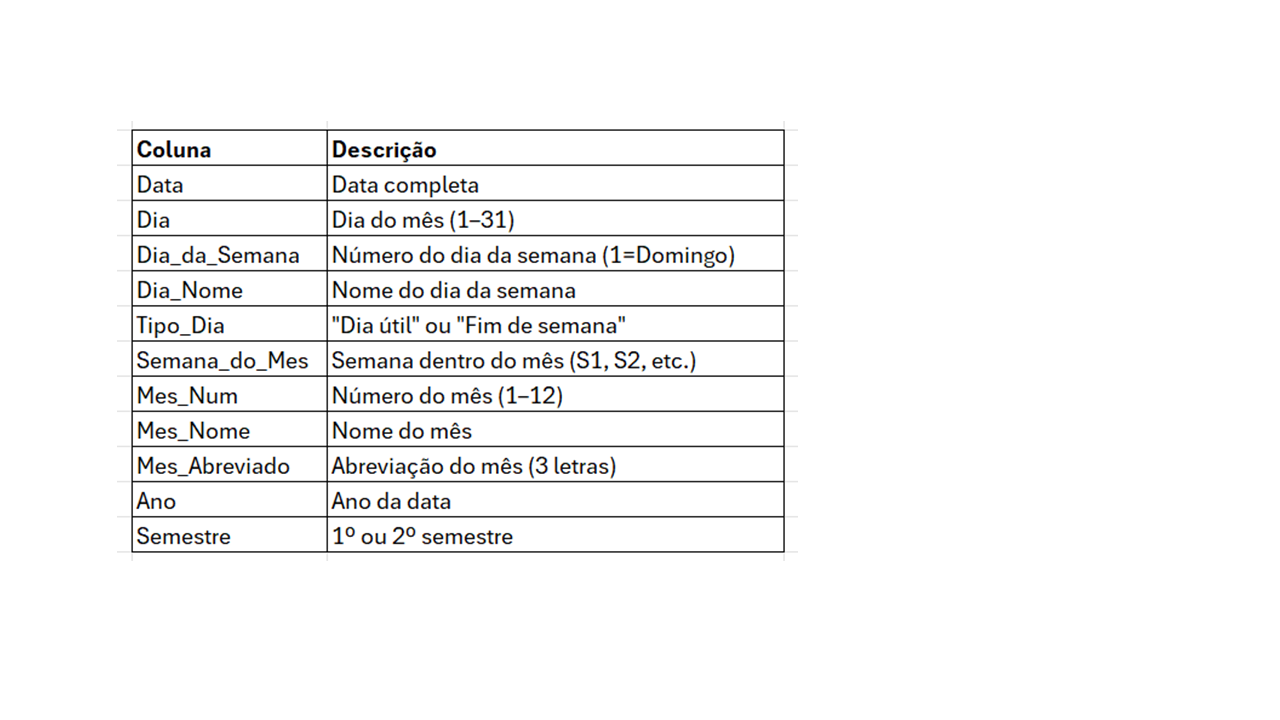 Coluna Descrição
Data Data completa
Dia Dia do mês (1–31)
Dia_da_Semana Número do dia da semana (1=Domingo)
Dia_Nome Nome do dia da semana
Tipo_Dia "Dia útil" ou "Fim de semana"
Semana_do_Mes Semana dentro do mês (S1, S2, etc.)
Mes_Num Número do mês (1–12)
Mes_Nome Nome do mês
Mes_Abreviado Abreviação do mês (3 letras)
Ano Ano da data
Semestre 1º ou 2º semestre